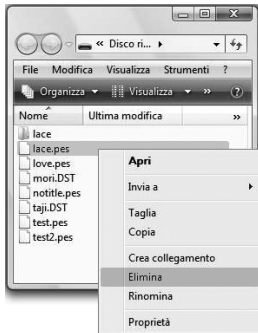 « Disco ri...
File Modifica Visualizza Strumenti ?
Organizza Visualizza »
Nome Ultima modifica »
lace
lace.pes
love.pes
mori.DST
notitle.pes
taji.DST
test.pes
test2.pes
Apri
Invia a
Taglia
Copia
Crea collegamento
Elimina
Rinomina
Proprietà